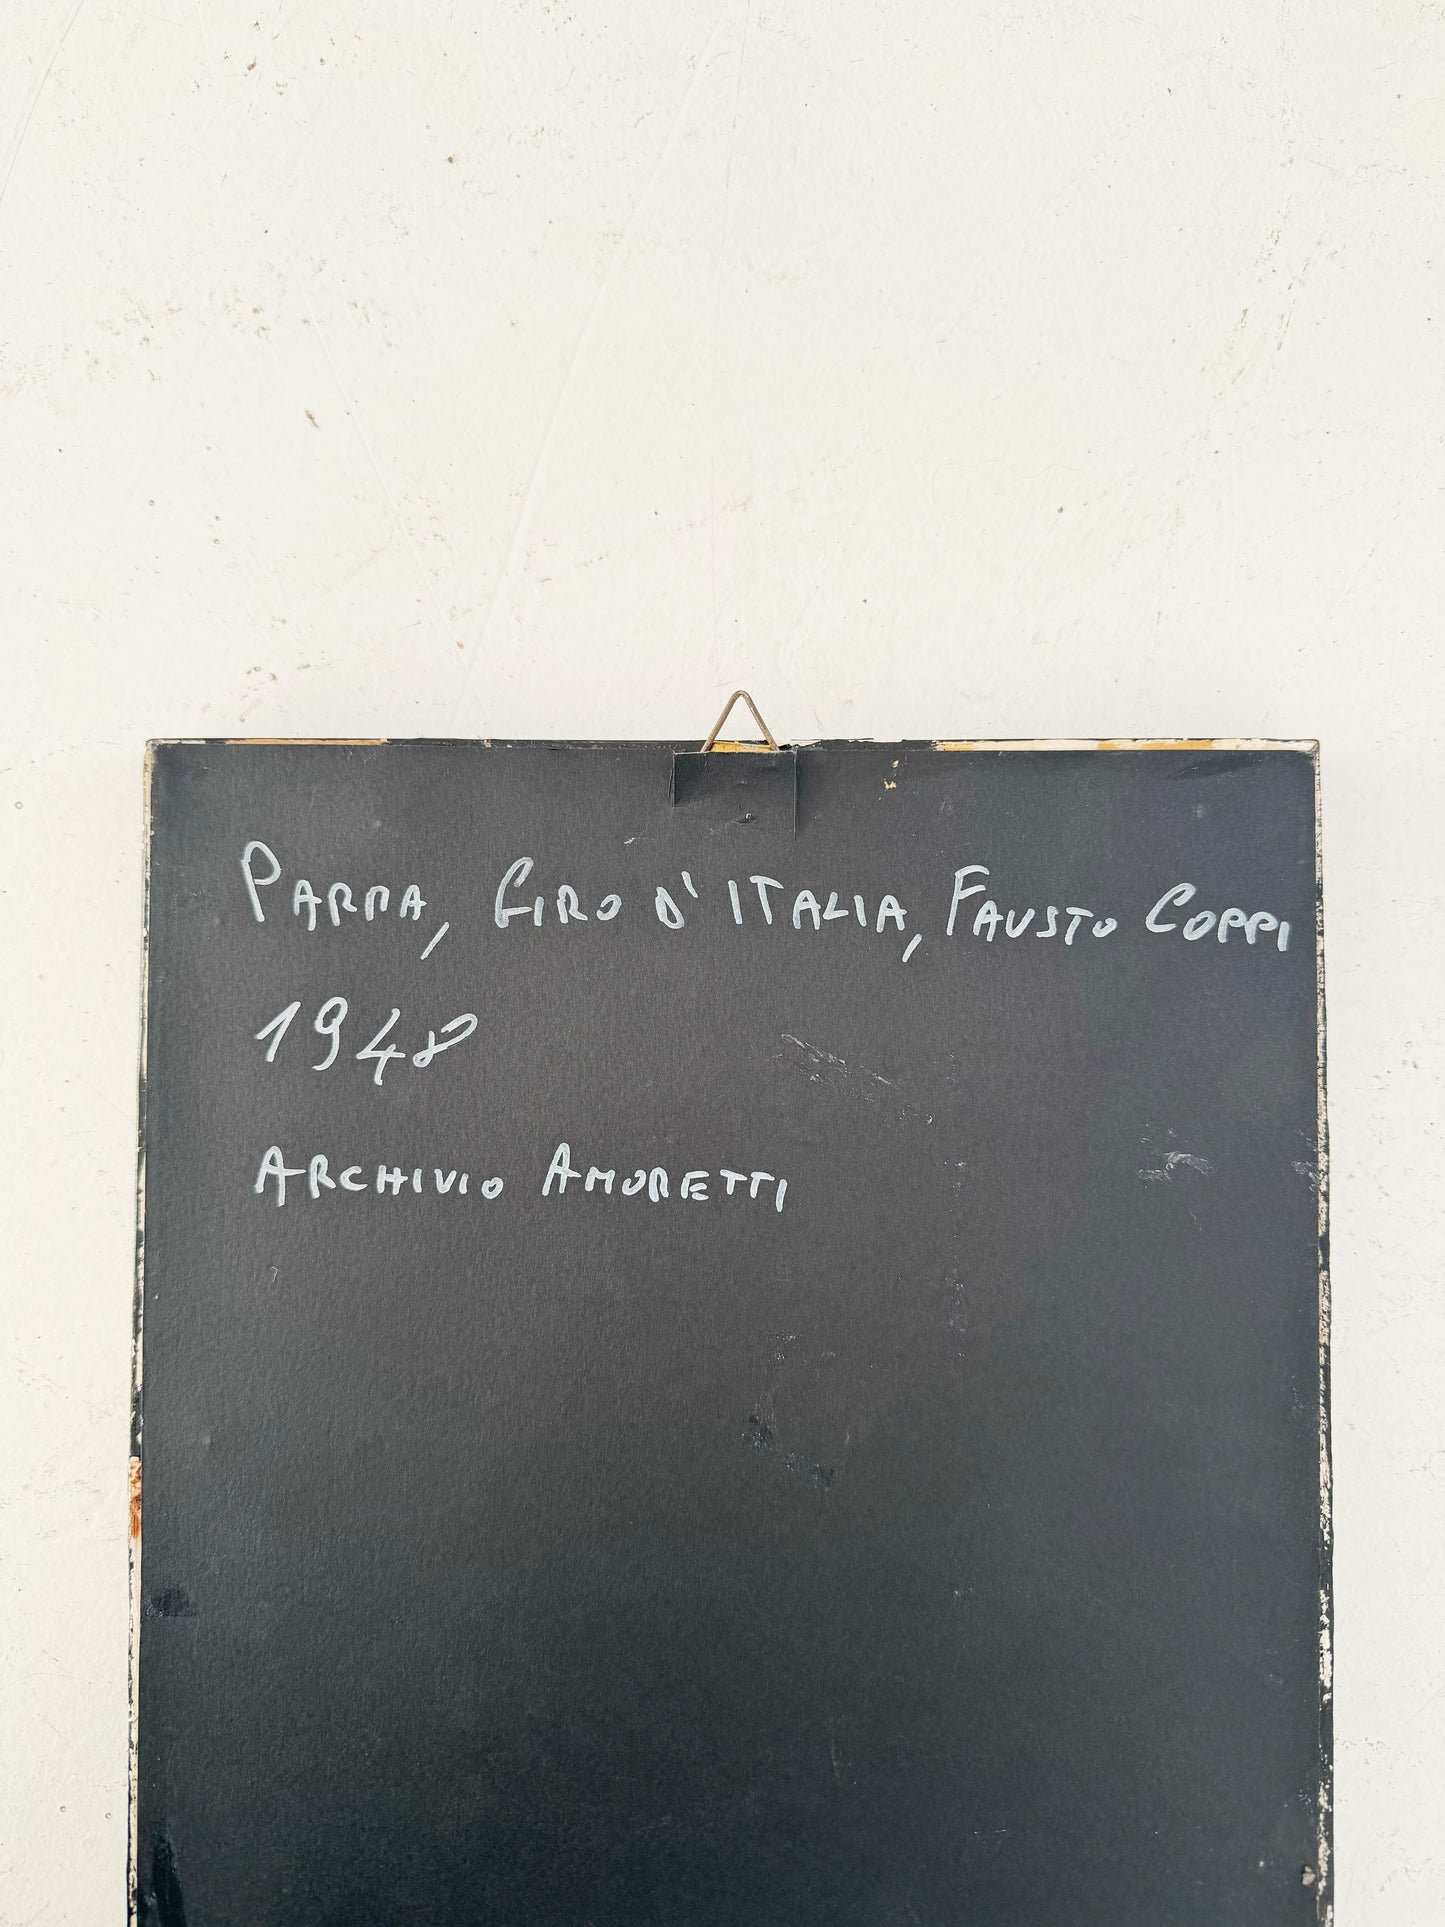 PARMA, GIRO D'ITALIA, FAUSTO COPPI
1948
ARCHIVIO AMORETTI